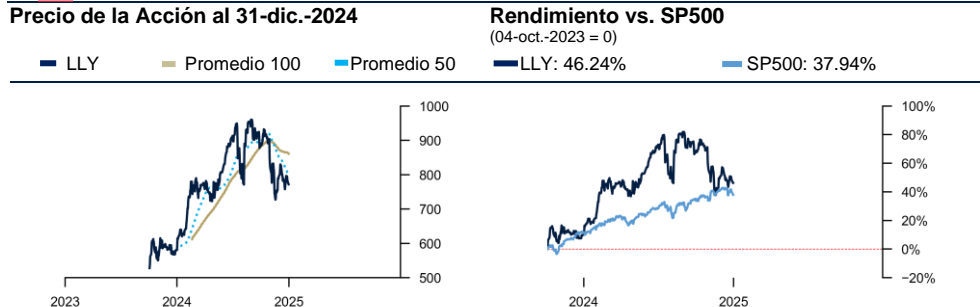 Precio de la Acción al 31-dic.-2024
LLY Promedio 100 Promedio 50
1000
900
800
700
600
500
2023 2024 2025
Rendimiento vs. SP500
(04-oct.-2023 = 0)
LLY: 46.24% SP500: 37.94%
100%
80%
60%
40%
20%
0%
−20%
2024 2025